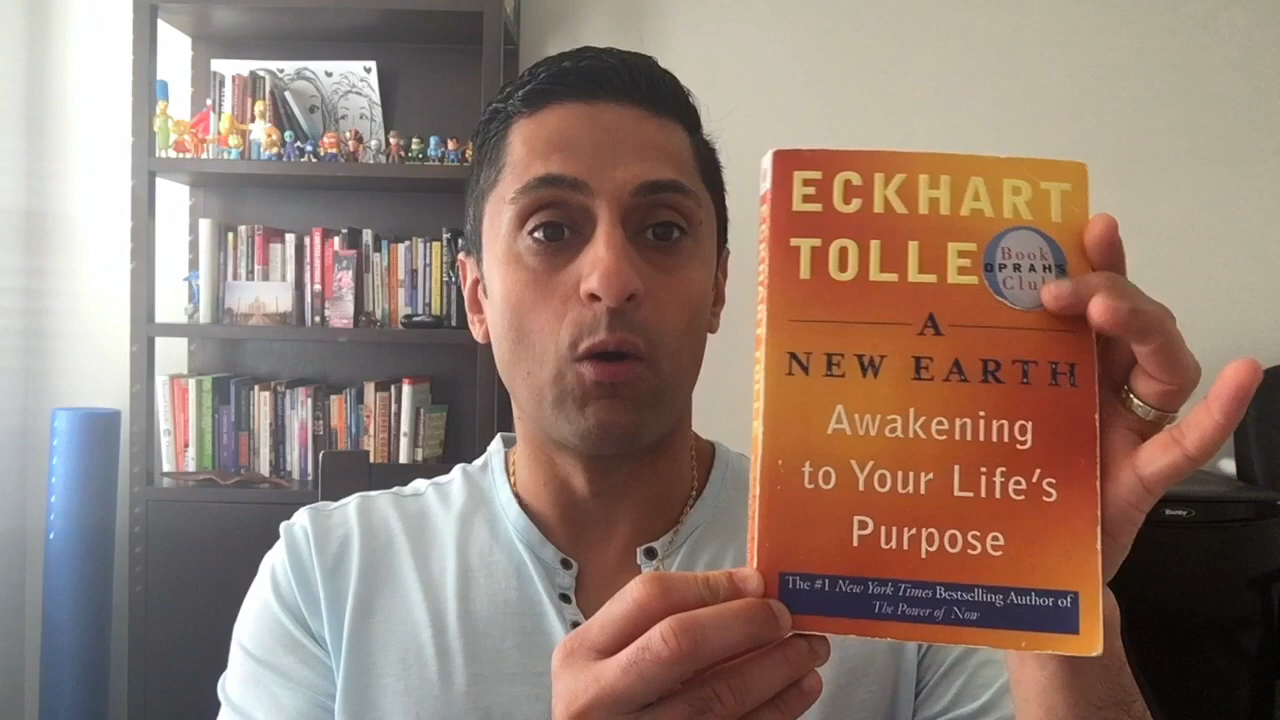 ECKHART
TOLLE
Book
OPRAH'S
Club
A
NEW EARTH
Awakening
to Your Life's
Purpose
The #1 New York Times Bestselling Author of
The Power of Now
Danby